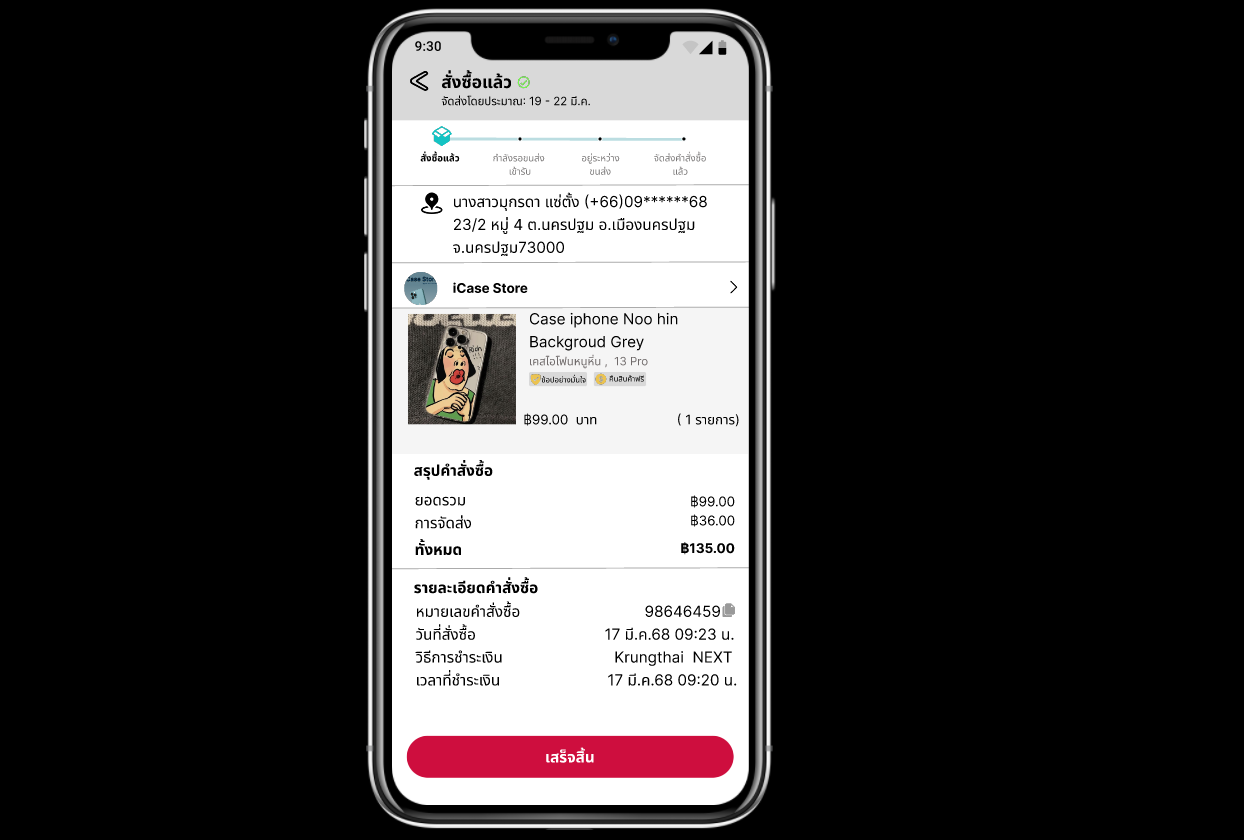 9:30
สั่งซื้อแล้ว
จัดส่งโดยประมาณ: 19 - 22 มี.ค.
สั่งซื้อแล้ว
กำลังรอขนส่ง
เข้ารับ
อยู่ระหว่าง
ขนส่ง
จัดส่งคำสั่งซื้อ
แล้ว
นางสาวมุกรดา แซ่ตั้ง (+66)09******68
23/2 หมู่ 4 ต.นครปฐม อ.เมืองนครปฐม
จ.นครปฐม73000
iCase Store
Case iphone Noo hin
Backgroud Grey
เคสไอโฟนหนูหิ่น , 13 Pro
ช้อปอย่างมั่นใจ คืนสินค้าฟรี
฿99.00 บาท ( 1 รายการ)
สรุปคำสั่งซื้อ
ยอดรวม ฿99.00
การจัดส่ง ฿36.00
ทั้งหมด ฿135.00
รายละเอียดคำสั่งซื้อ
หมายเลขคำสั่งซื้อ 98646459
วันที่สั่งซื้อ 17 มี.ค.68 09:23 น.
วิธีการชำระเงิน Krungthai NEXT
เวลาที่ชำระเงิน 17 มี.ค.68 09:20 น.
เสร็จสิ้น